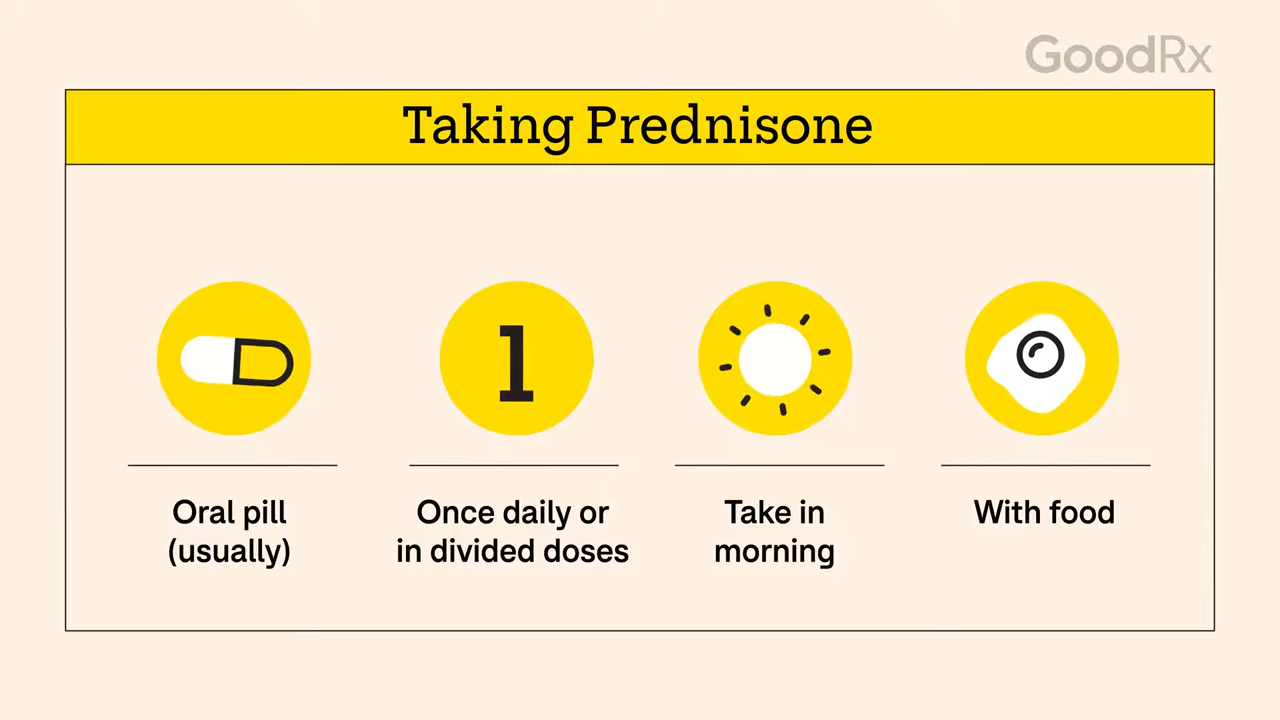 GoodRx
Taking Prednisone
1
Oral pill
(usually)
Once daily or
in divided doses
Take in
morning
With food